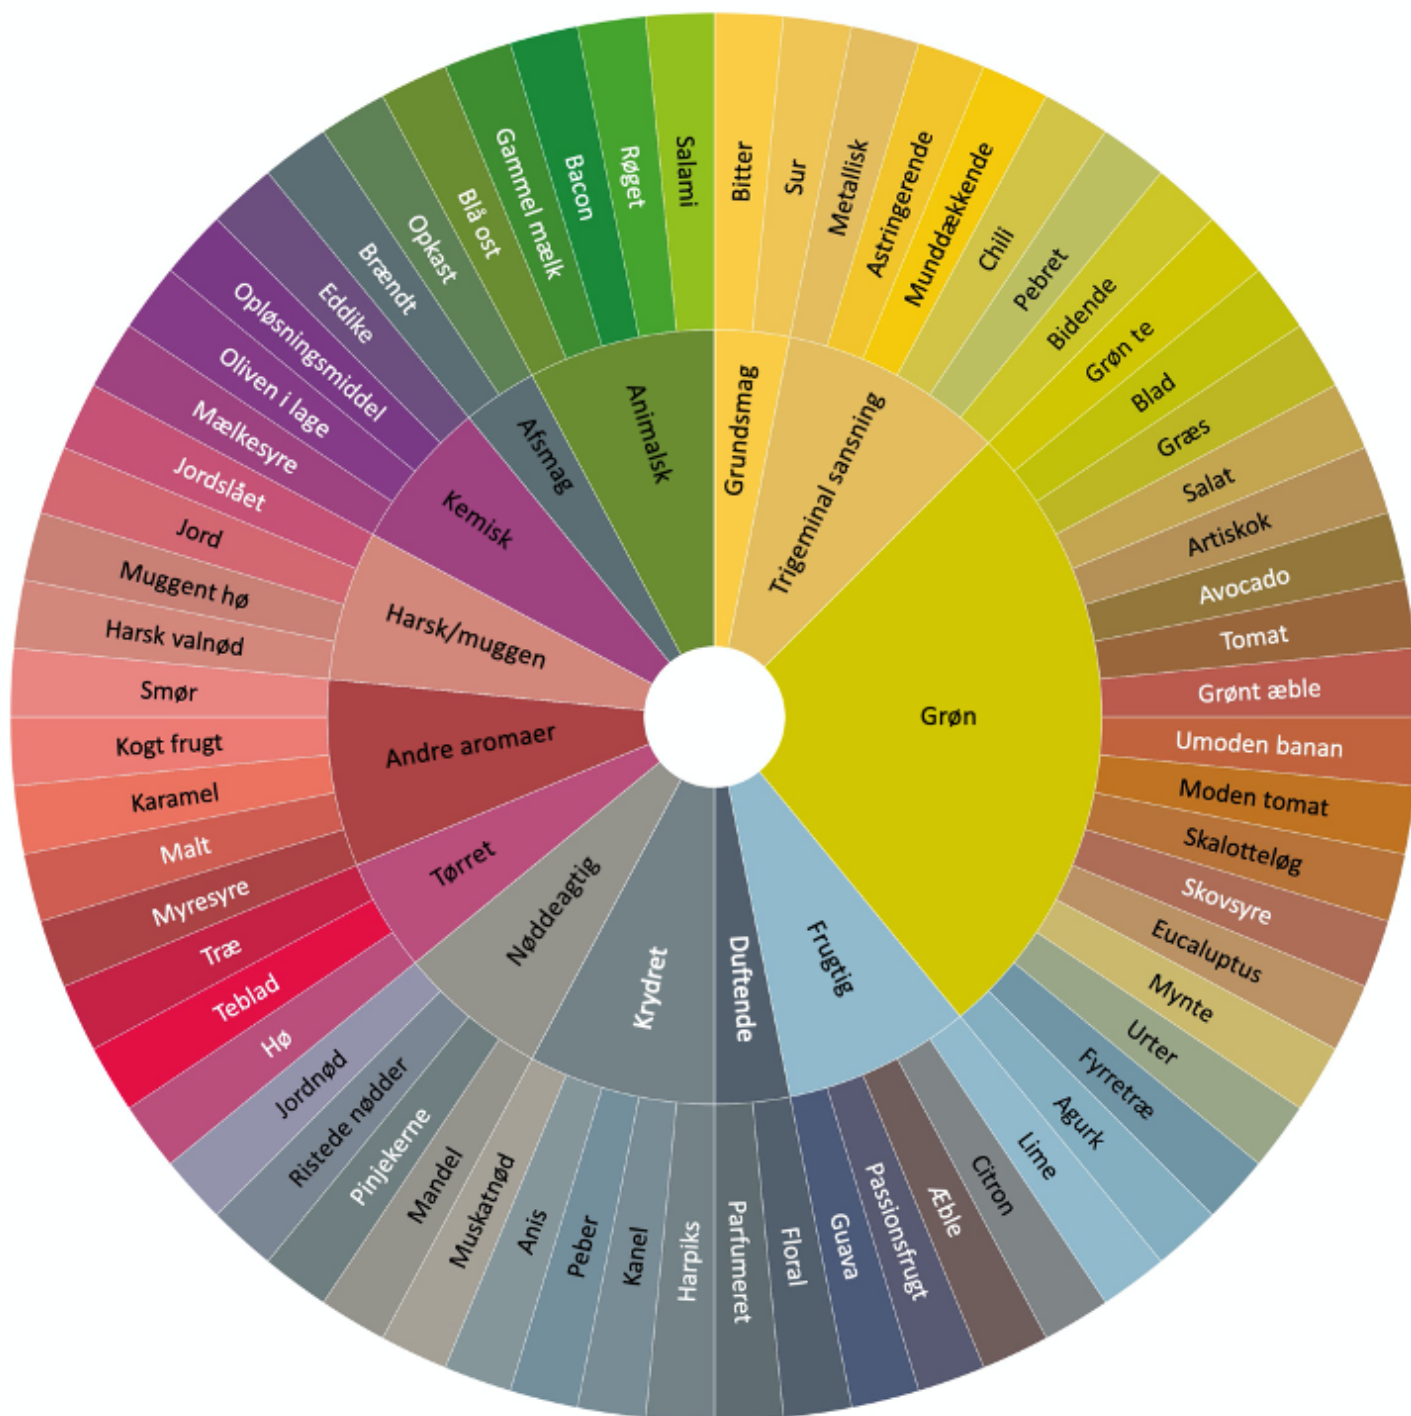 Bitter
Sur
Metallisk
Astringerende
Munddækkende
Chili
Pebret
Bidende
Grøn te
Blad
Græs
Salat
Artiskok
Avocado
Tomat
Grønt æble
Umoden banan
Moden tomat
Skalotteløg
Skovsyre
Eucaluptus
Mynte
Urter
Fyrretræ
Agurk
Lime
Citron
Æble
Passionsfrugt
Guava
Floral
Parfumeret
Harpiks
Kanel
Peber
Anis
Muskatnød
Mandel
Pinjekerne
Ristede nødder
Jordnød
Hø
Teblad
Træ
Myresyre
Malt
Karamel
Kogt frugt
Smør
Harsk valnød
Muggent hø
Jord
Jordslået
Mælkesyre
Oliven i lage
Opløsningsmiddel
Eddike
Brændt
Opkast
Blå ost
Gammel mælk
Bacon
Røget
Salami
Grundsmag
Trigeminal sansning
Grøn
Frugtig
Duftende
Krydret
Nøddeagtig
Tørret
Andre aromaer
Harsk/muggen
Kemisk
Afsmag
Animalsk